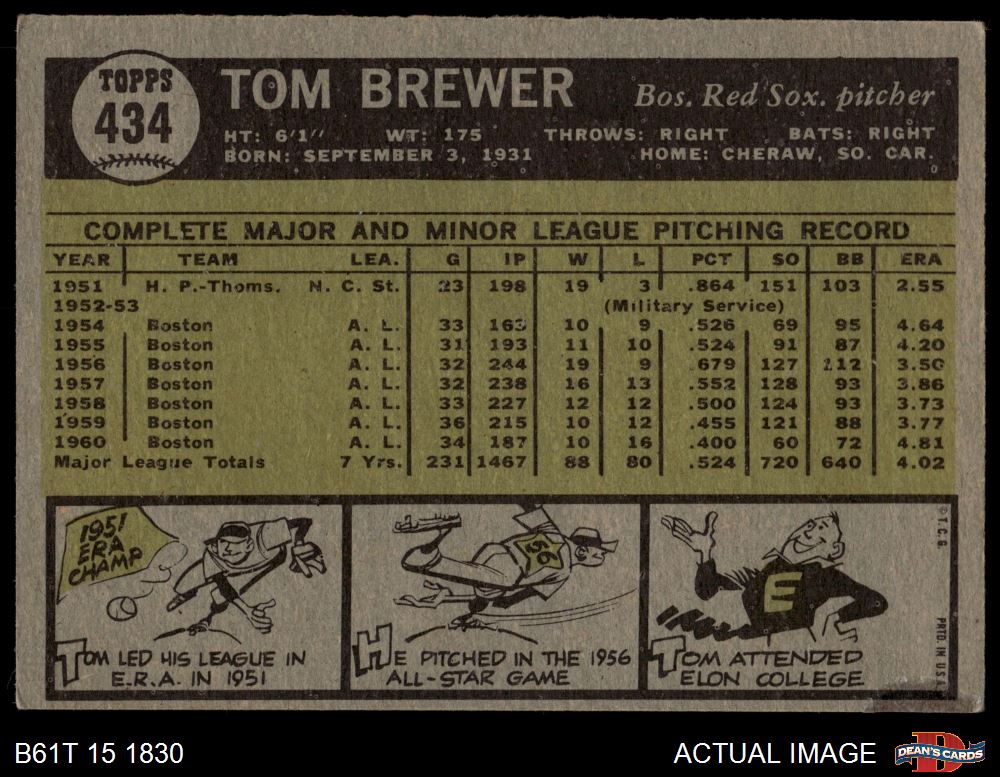 TOPPS
434
TOM BREWER Bos. Red Sox. pitcher
HT: 6'1" WT: 175 THROWS: RIGHT BATS: RIGHT
BORN: SEPTEMBER 3, 1931 HOME: CHERAW, SO. CAR.
COMPLETE MAJOR AND MINOR LEAGUE PITCHING RECORD
YEAR TEAM LEA. G IP W L PCT SO BB ERA
1951 H. P.-Thoms. N. C. St. 23 198 19 3 .864 151 103 2.55
1952-53 (Military Service)
1954 Boston A. L. 33 163 10 9 .526 69 95 4.64
1955 Boston A. L. 31 193 11 10 .524 91 87 4.20
1956 Boston A. L. 32 244 19 9 .679 127 112 3.50
1957 Boston A. L. 32 238 16 13 .552 128 93 3.86
1958 Boston A. L. 33 227 12 12 .500 124 93 3.73
1959 Boston A. L. 36 215 10 12 .455 121 88 3.77
1960 Boston A. L. 34 187 10 16 .400 60 72 4.81
Major League Totals 7 Yrs. 231 1467 88 80 .524 720 640 4.02
1951
ERA
CHAMP
TOM LED HIS LEAGUE IN
E.R.A. IN 1951
56
HE PITCHED IN THE 1956
ALL-STAR GAME
E
TOM ATTENDED
ELON COLLEGE
©T.C.G.
PRTD. IN U.S.A.
B61T 15 1830 ACTUAL IMAGE
D
DEAN'S CARDS